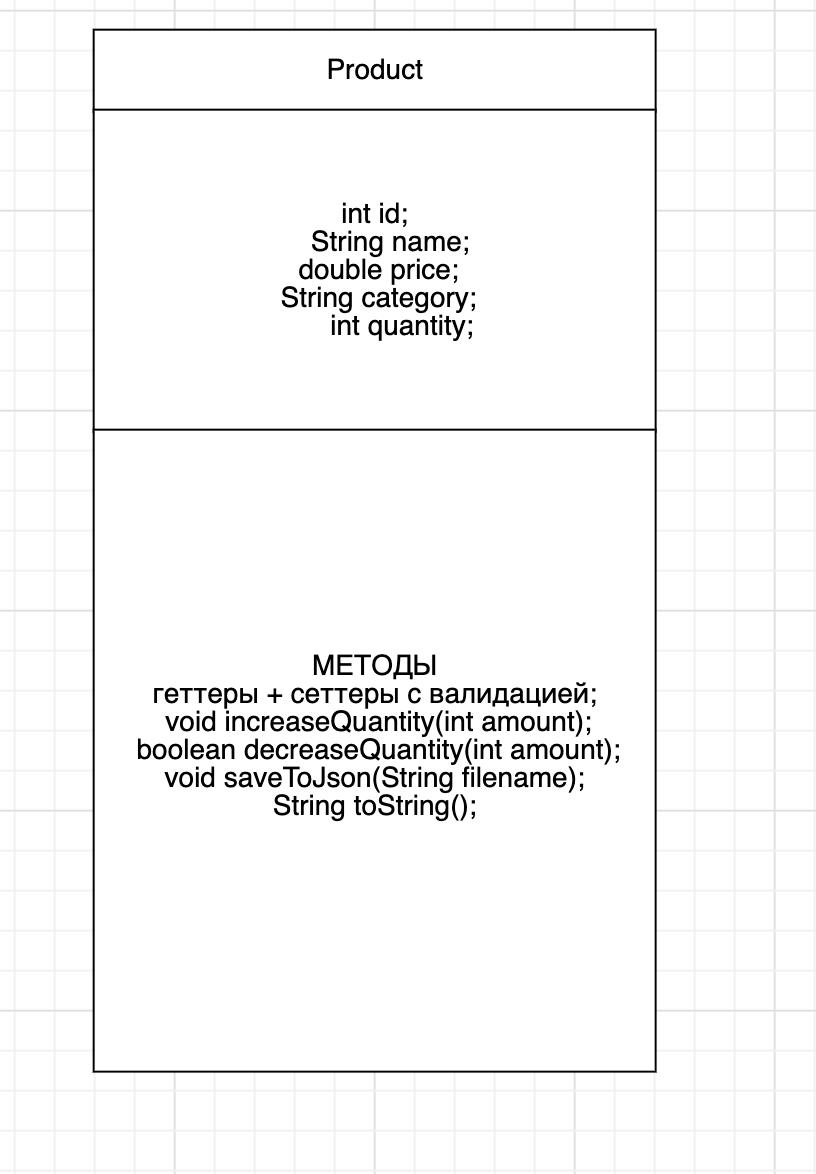 Product
int id;
String name;
double price;
String category;
int quantity;
МЕТОДЫ
геттеры + сеттеры с валидацией;
void increaseQuantity(int amount);
boolean decreaseQuantity(int amount);
void saveToJson(String filename);
String toString();